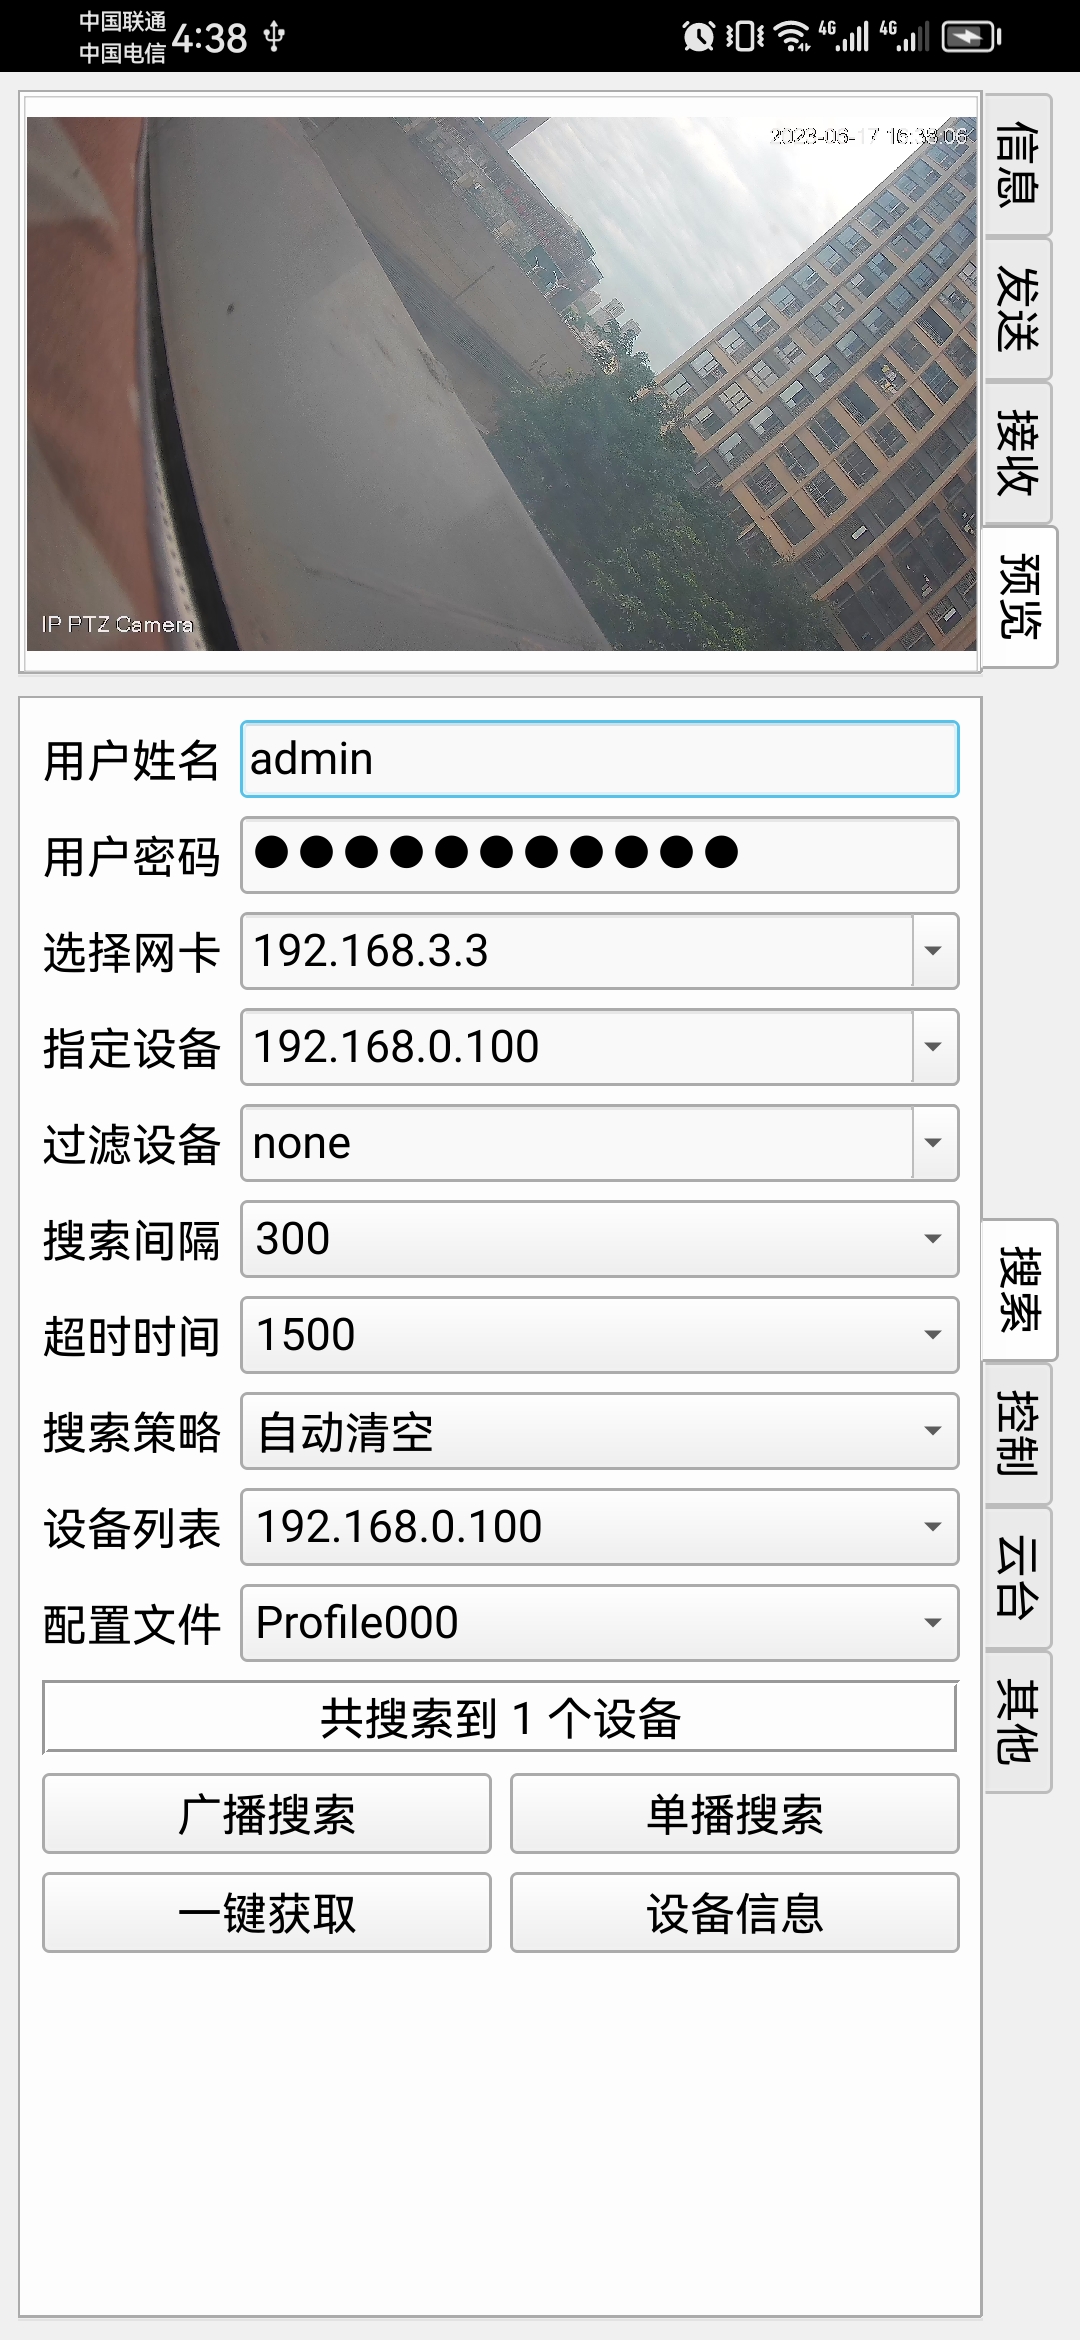 中国联通
中国电信
4:38
4G
4G
IP PTZ Camera
信息
发送
接收
预览
用户姓名 admin
用户密码 ●●●●●●●●●●●
选择网卡 192.168.3.3
指定设备 192.168.0.100
过滤设备 none
搜索间隔 300
超时时间 1500
搜索策略 自动清空
设备列表 192.168.0.100
配置文件 Profile000
共搜索到 1 个设备
广播搜索 单播搜索
一键获取 设备信息
搜索
控制
云台
其他